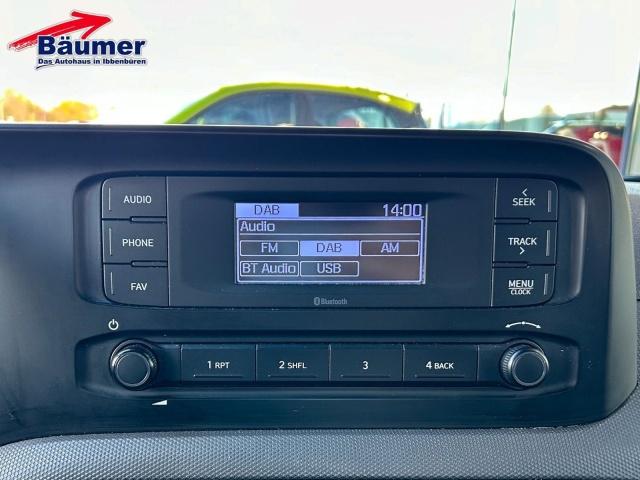 Bäumer
Das Autohaus in Ibbenbüren
AUDIO
PHONE
FAV
DAB 14:00
Audio
FM DAB AM
BT Audio USB
Bluetooth
< SEEK
TRACK >
MENU
CLOCK
1 RPT 2 SHFL 3 4 BACK